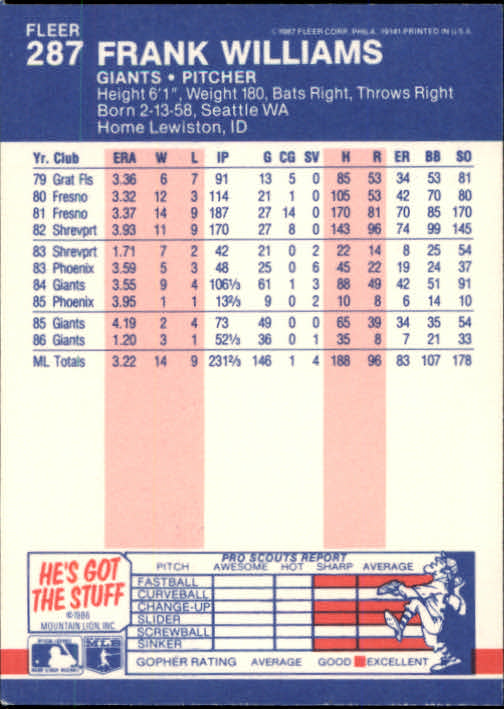 FLEER
287 FRANK WILLIAMS
©1987 FLEER CORP., PHILA. 19141-PRINTED IN U.S.A.
GIANTS • PITCHER
Height 6'1", Weight 180, Bats Right, Throws Right
Born 2-13-58, Seattle WA
Home Lewiston, ID
Yr. Club ERA W L IP G CG SV H R ER BB SO
79 Grat Fls 3.36 6 7 91 13 5 0 85 53 34 53 81
80 Fresno 3.32 12 3 114 21 1 0 105 53 42 70 80
81 Fresno 3.37 14 9 187 27 14 0 170 81 70 85 170
82 Shrevprt 3.93 11 9 170 27 8 0 143 96 74 99 145
83 Shrevprt 1.71 7 2 42 21 0 2 22 14 8 25 54
83 Phoenix 3.59 5 3 48 25 0 6 45 22 19 24 37
84 Giants 3.55 9 4 106⅓ 61 1 3 88 49 42 51 91
85 Phoenix 3.95 1 1 13⅔ 9 0 2 10 8 6 14 10
85 Giants 4.19 2 4 73 49 0 0 65 39 34 35 54
86 Giants 1.20 3 1 52⅓ 36 0 1 35 8 7 21 33
ML Totals 3.22 14 9 231⅔ 146 1 4 188 96 83 107 178
HE'S GOT
THE STUFF
©1986
MOUNTAIN LION, INC
MLB
PRO SCOUTS REPORT
PITCH AWESOME HOT SHARP AVERAGE
FASTBALL
CURVEBALL
CHANGE-UP
SLIDER
SCREWBALL
SINKER
GOPHER RATING AVERAGE GOOD EXCELLENT